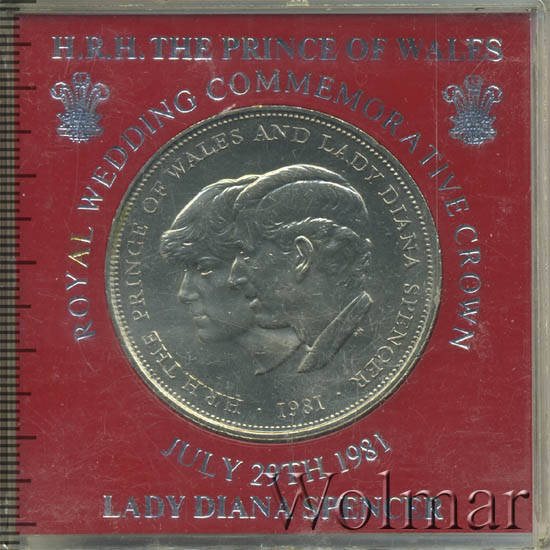 H.R.H. THE PRINCE OF WALES
ROYAL WEDDING COMMEMORATIVE CROWN
H.R.H. THE PRINCE OF WALES AND LADY DIANA SPENCER
· 1981 ·
JULY 29TH 1981
LADY DIANA SPENCER
Wolmar